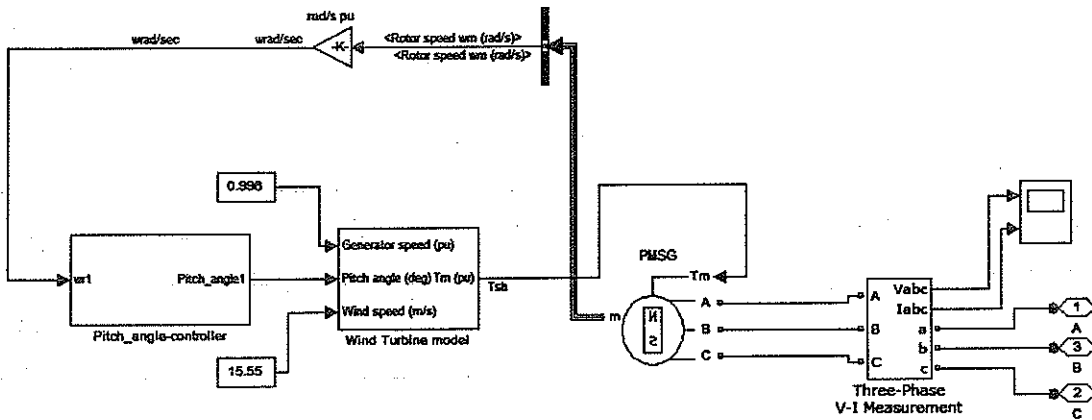 rad/s pu
wrad/sec
wrad/sec
-K-
<Rotor speed wm (rad/s)>
<Rotor speed wm (rad/s)>
0.998
Generator speed (pu)
Pitch angle (deg) Tm (pu)
Wind speed (m/s)
Wind Turbine model
Tsh
wr1
Pitch_angle1
Pitch_angle-controller
15.55
PMSG
Tm
m
N
S
A
B
C
A
B
C
Vabc
Iabc
a
b
c
Three-Phase
V-I Measurement
1
A
3
B
2
C